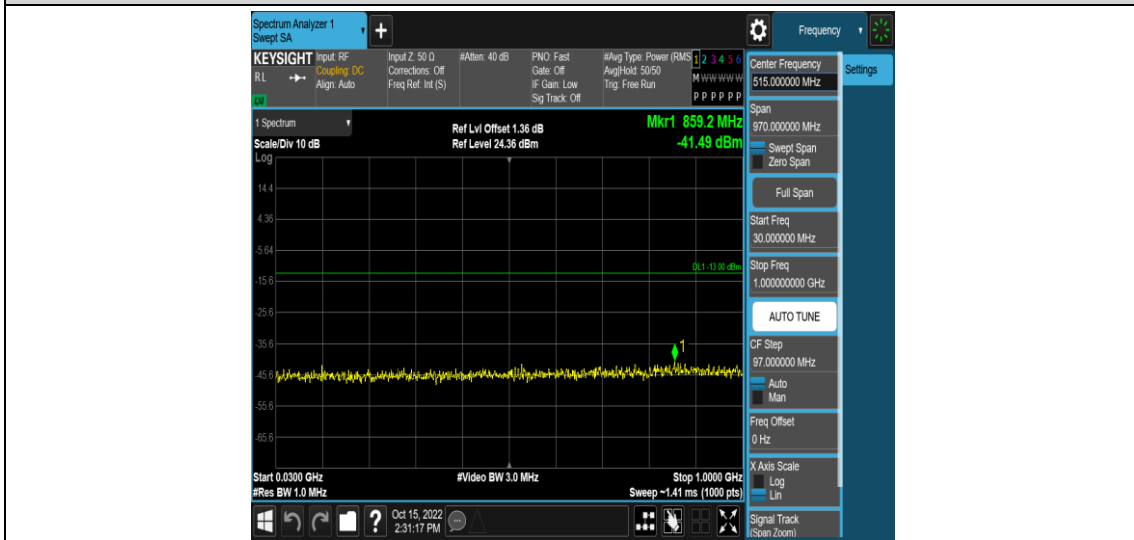 Spectrum Analyzer 1
Swept SA
Frequency
KEYSIGHT
RL
LXI
Input: RF
Coupling: DC
Align: Auto
Input Z: 50 Ω
Corrections: Off
Freq Ref: Int (S)
#Atten: 40 dB
PNO: Fast
Gate: Off
IF Gain: Low
Sig Track: Off
#Avg Type: Power (RMS
Avg|Hold: 50/50
Trig: Free Run
1 2 3 4 5 6
M W W W W W
P P P P P P
1 Spectrum
Scale/Div 10 dB
Ref Lvl Offset 1.36 dB
Ref Level 24.36 dBm
Mkr1 859.2 MHz
-41.49 dBm
Log
14.4
4.36
-5.64
DL1 -13.00 dBm
-15.6
-25.6
-35.6
1
-45.6
-55.6
-65.6
Start 0.0300 GHz
#Video BW 3.0 MHz
Stop 1.0000 GHz
#Res BW 1.0 MHz
Sweep ~1.41 ms (1000 pts)
Oct 15, 2022
2:31:17 PM
Center Frequency
515.000000 MHz
Settings
Span
970.000000 MHz
Swept Span
Zero Span
Full Span
Start Freq
30.000000 MHz
Stop Freq
1.000000000 GHz
AUTO TUNE
CF Step
97.000000 MHz
Auto
Man
Freq Offset
0 Hz
X Axis Scale
Log
Lin
Signal Track
(Span Zoom)